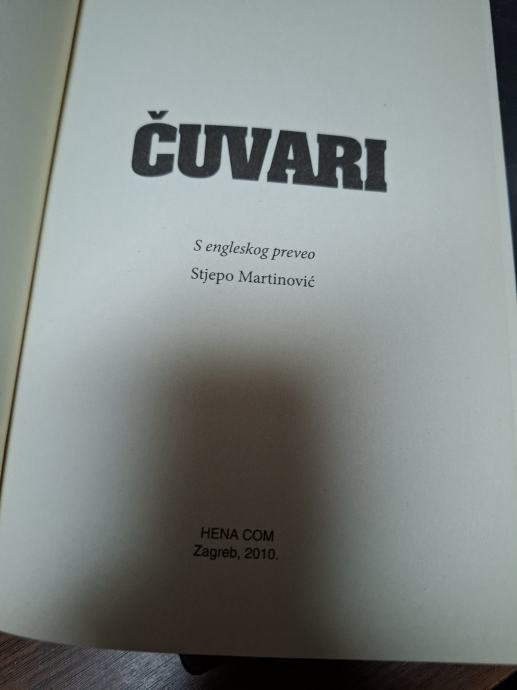 ČUVARI
S engleskog preveo
Stjepo Martinović
HENA COM
Zagreb, 2010.